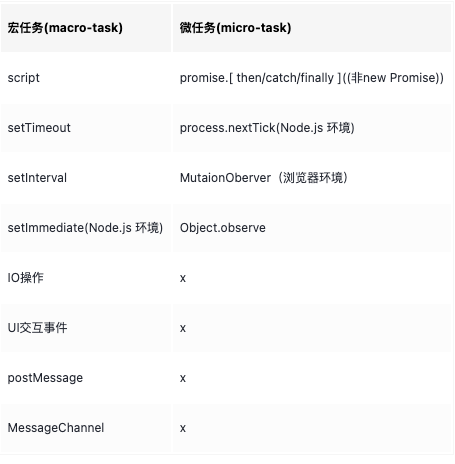 宏任务(macro-task) 微任务(micro-task)
script promise.[ then/catch/finally ]((非new Promise))
setTimeout process.nextTick(Node.js 环境)
setInterval MutaionOberver（浏览器环境）
setImmediate(Node.js 环境) Object.observe
IO操作 x
UI交互事件 x
postMessage x
MessageChannel x